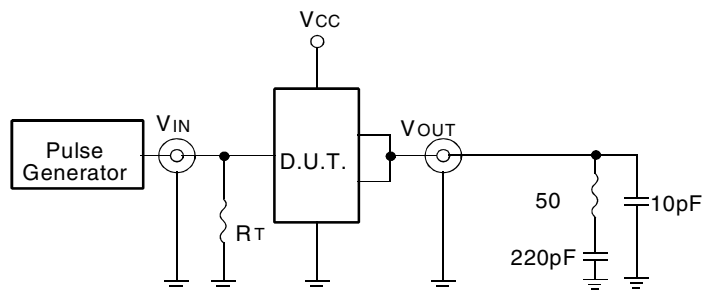 VCC
VIN
Pulse
Generator
D.U.T.
VOUT
RT
50
10pF
220pF